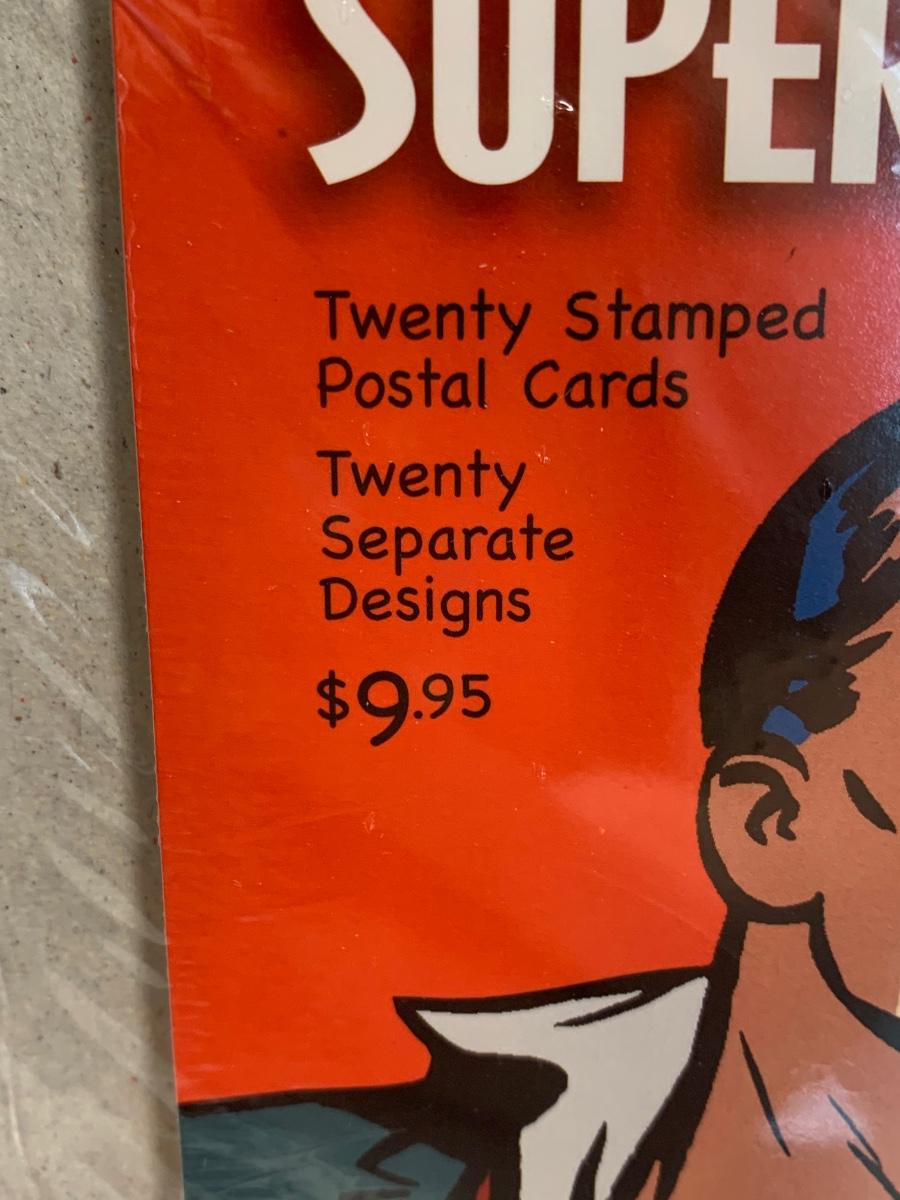 SUPER
Twenty Stamped
Postal Cards
Twenty
Separate
Designs
$9.95